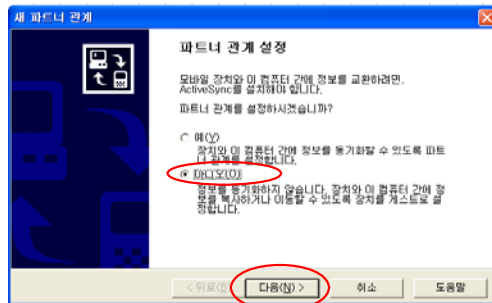 새 파트너 관계
파트너 관계 설정
모바일 장치와 이 컴퓨터 간에 정보를 교환하려면,
ActiveSync를 설치해야 합니다.
파트너 관계를 설정하시겠습니까?
예(Y)
장치와 이 컴퓨터 간에 정보를 동기화할 수 있도록 파트
너 관계를 설정합니다.
아니오(O)
정보를 동기화하지 않습니다. 장치와 이 컴퓨터 간에 정
보를 복사하거나 이동할 수 있도록 장치를 게스트로 설
정합니다.
< 뒤로(B) 다음(N) > 취소 도움말